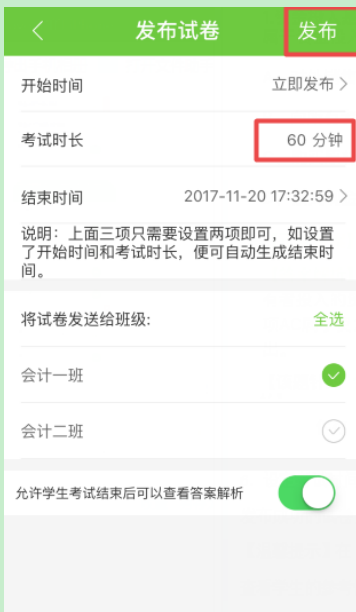 发布试卷 发布
开始时间 立即发布
考试时长 60 分钟
结束时间 2017-11-20 17:32:59
说明：上面三项只需要设置两项即可，如设置
了开始时间和考试时长，便可自动生成结束时
间。
将试卷发送给班级: 全选
会计一班
会计二班
允许学生考试结束后可以查看答案解析